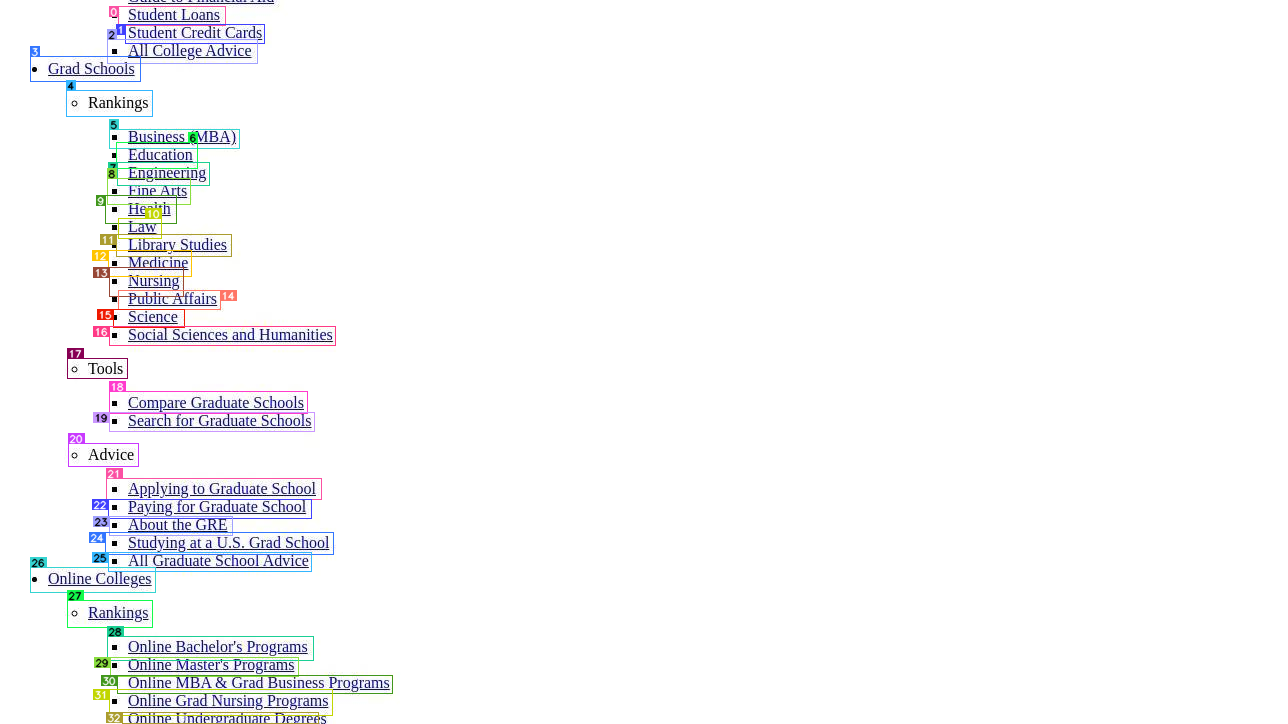 Guide to Financial Aid
0
Student Loans
1
Student Credit Cards
2
All College Advice
3
Grad Schools
4
Rankings
5
Business (MBA)
6
Education
7
Engineering
8
Fine Arts
9
Health
10
Law
11
Library Studies
12
Medicine
13
Nursing
14
Public Affairs
15
Science
16
Social Sciences and Humanities
17
Tools
18
Compare Graduate Schools
19
Search for Graduate Schools
20
Advice
21
Applying to Graduate School
22
Paying for Graduate School
23
About the GRE
24
Studying at a U.S. Grad School
25
All Graduate School Advice
26
Online Colleges
27
Rankings
28
Online Bachelor's Programs
29
Online Master's Programs
30
Online MBA & Grad Business Programs
31
Online Grad Nursing Programs
32
Online Undergraduate Degrees